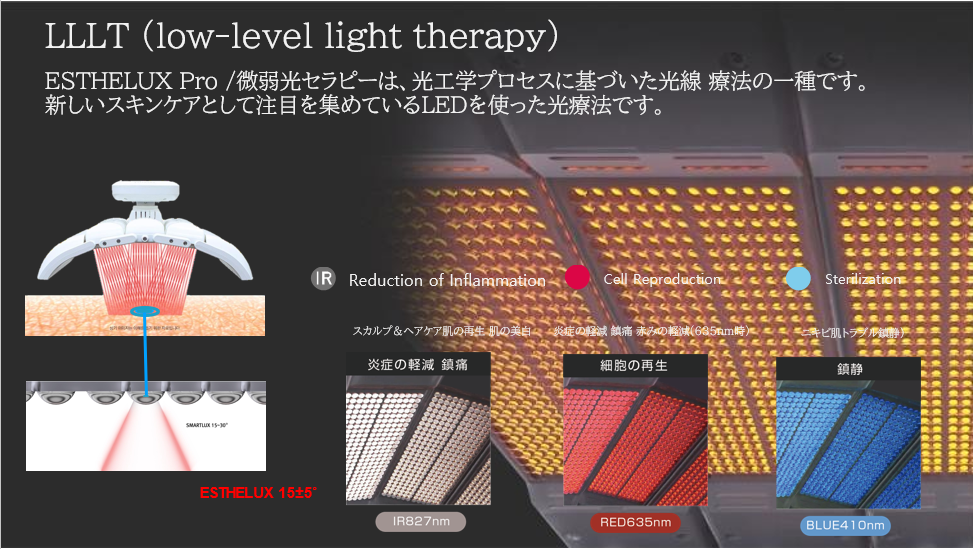 LLLT (low-level light therapy)
ESTHELUX Pro /微弱光セラピーは、光工学プロセスに基づいた光線 療法の一種です。
新しいスキンケアとして注目を集めているLEDを使った光療法です。
IR Reduction of Inflammation
Cell Reproduction
Sterilization
スカルプ＆ヘアケア肌の再生 肌の美白
炎症の軽減 鎮痛 赤みの軽減(635nm時)
ニキビ肌トラブル鎮静)
炎症の軽減 鎮痛
細胞の再生
鎮静
SMARTLUX 15~30°
ESTHELUX 15±5°
IR827nm
RED635nm
BLUE410nm